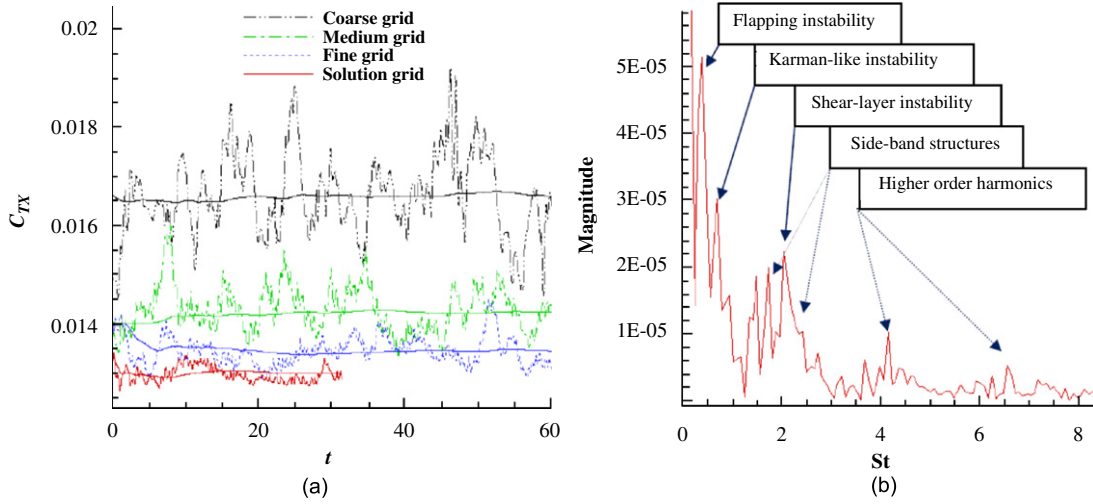 0.02
0.018
0.016
0.014
C_TX
Coarse grid
Medium grid
Fine grid
Solution grid
0
20
40
60
t
(a)
5E-05
4E-05
3E-05
2E-05
1E-05
Magnitude
Flapping instability
Karman-like instability
Shear-layer instability
Side-band structures
Higher order harmonics
0
2
4
6
8
St
(b)